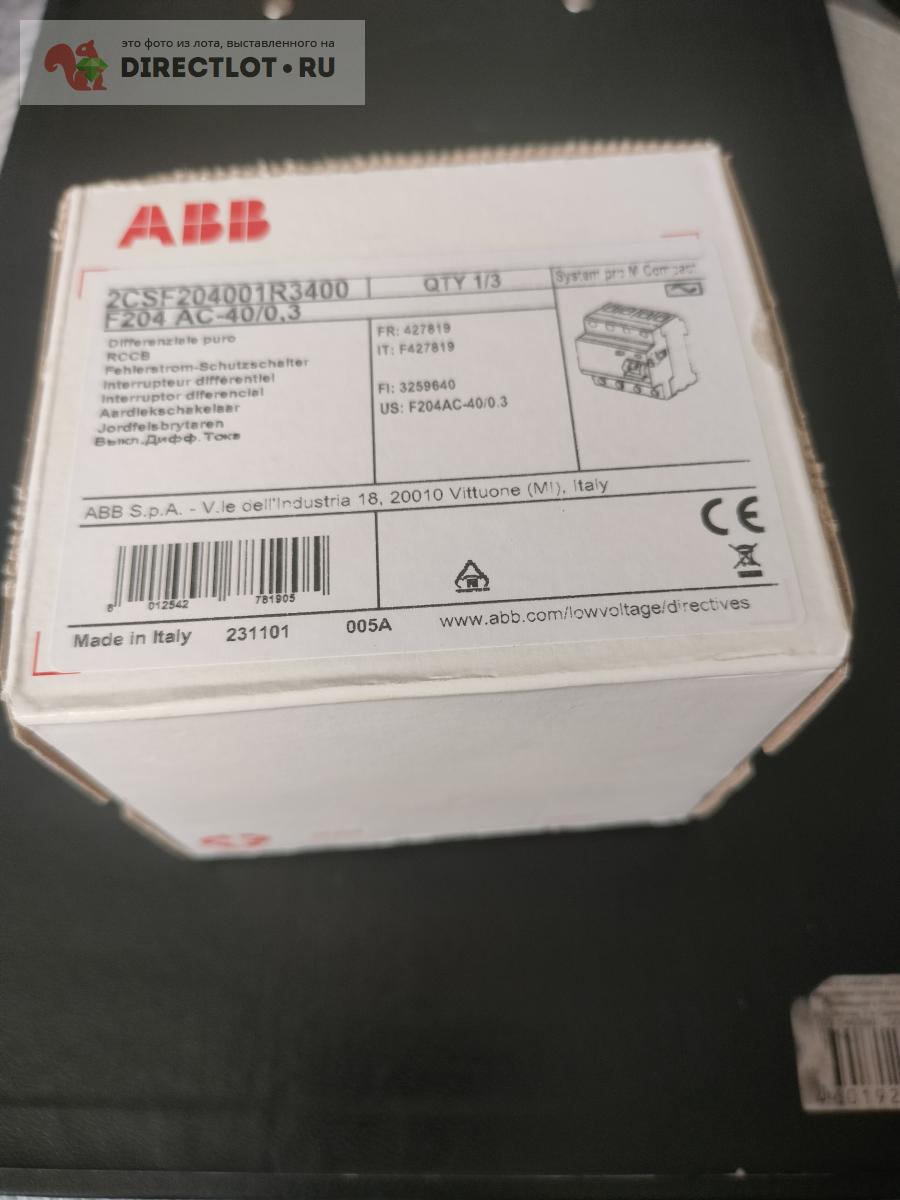 это фото из лота, выставленного на
DIRECTLOT•RU
ABB
2CSF204001R3400
QTY 1/3
System pro M Compact
F204 AC-40/0,3
Differenziale puro
RCCB
Fehlerstrom-Schutzschalter
Interrupteur différentiel
Interruptor diferencial
Aardlekschakelaar
Jordfelsbrytaren
Выкл.Дифф.Тока
FR: 427819
IT: F427819
FI: 3259640
US: F204AC-40/0.3
ABB S.p.A. - V.le dell'Industria 18, 20010 Vittuone (MI), Italy
CE
8 012542 781905
Made in Italy 231101 005A www.abb.com/lowvoltage/directives